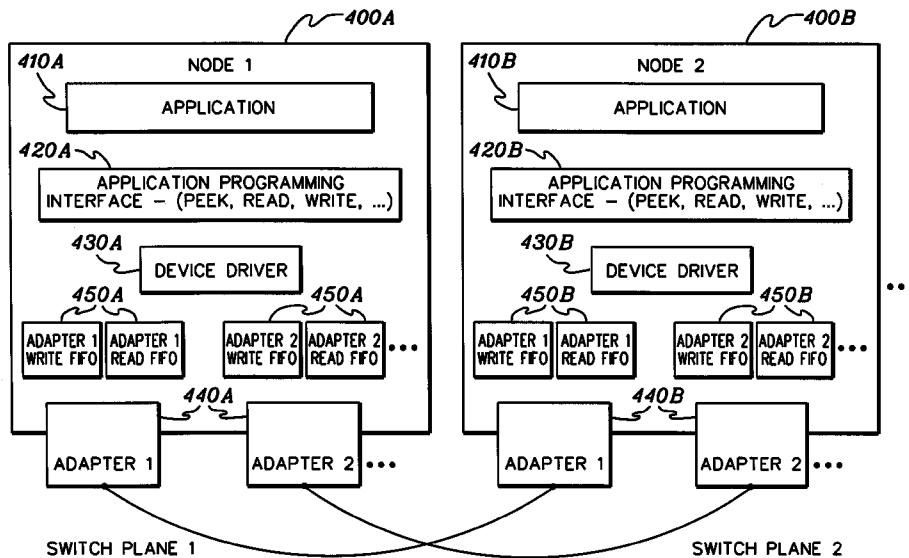 400A
NODE 1
410A
APPLICATION
420A
APPLICATION PROGRAMMING
INTERFACE – (PEEK, READ, WRITE, ...)
430A
DEVICE DRIVER
450A
450A
ADAPTER 1
WRITE FIFO
ADAPTER 1
READ FIFO
ADAPTER 2
WRITE FIFO
ADAPTER 2
READ FIFO
440A
ADAPTER 1
ADAPTER 2
400B
NODE 2
410B
APPLICATION
420B
APPLICATION PROGRAMMING
INTERFACE – (PEEK, READ, WRITE, ...)
430B
DEVICE DRIVER
450B
450B
ADAPTER 1
WRITE FIFO
ADAPTER 1
READ FIFO
ADAPTER 2
WRITE FIFO
ADAPTER 2
READ FIFO
440B
ADAPTER 1
ADAPTER 2
SWITCH PLANE 1
SWITCH PLANE 2